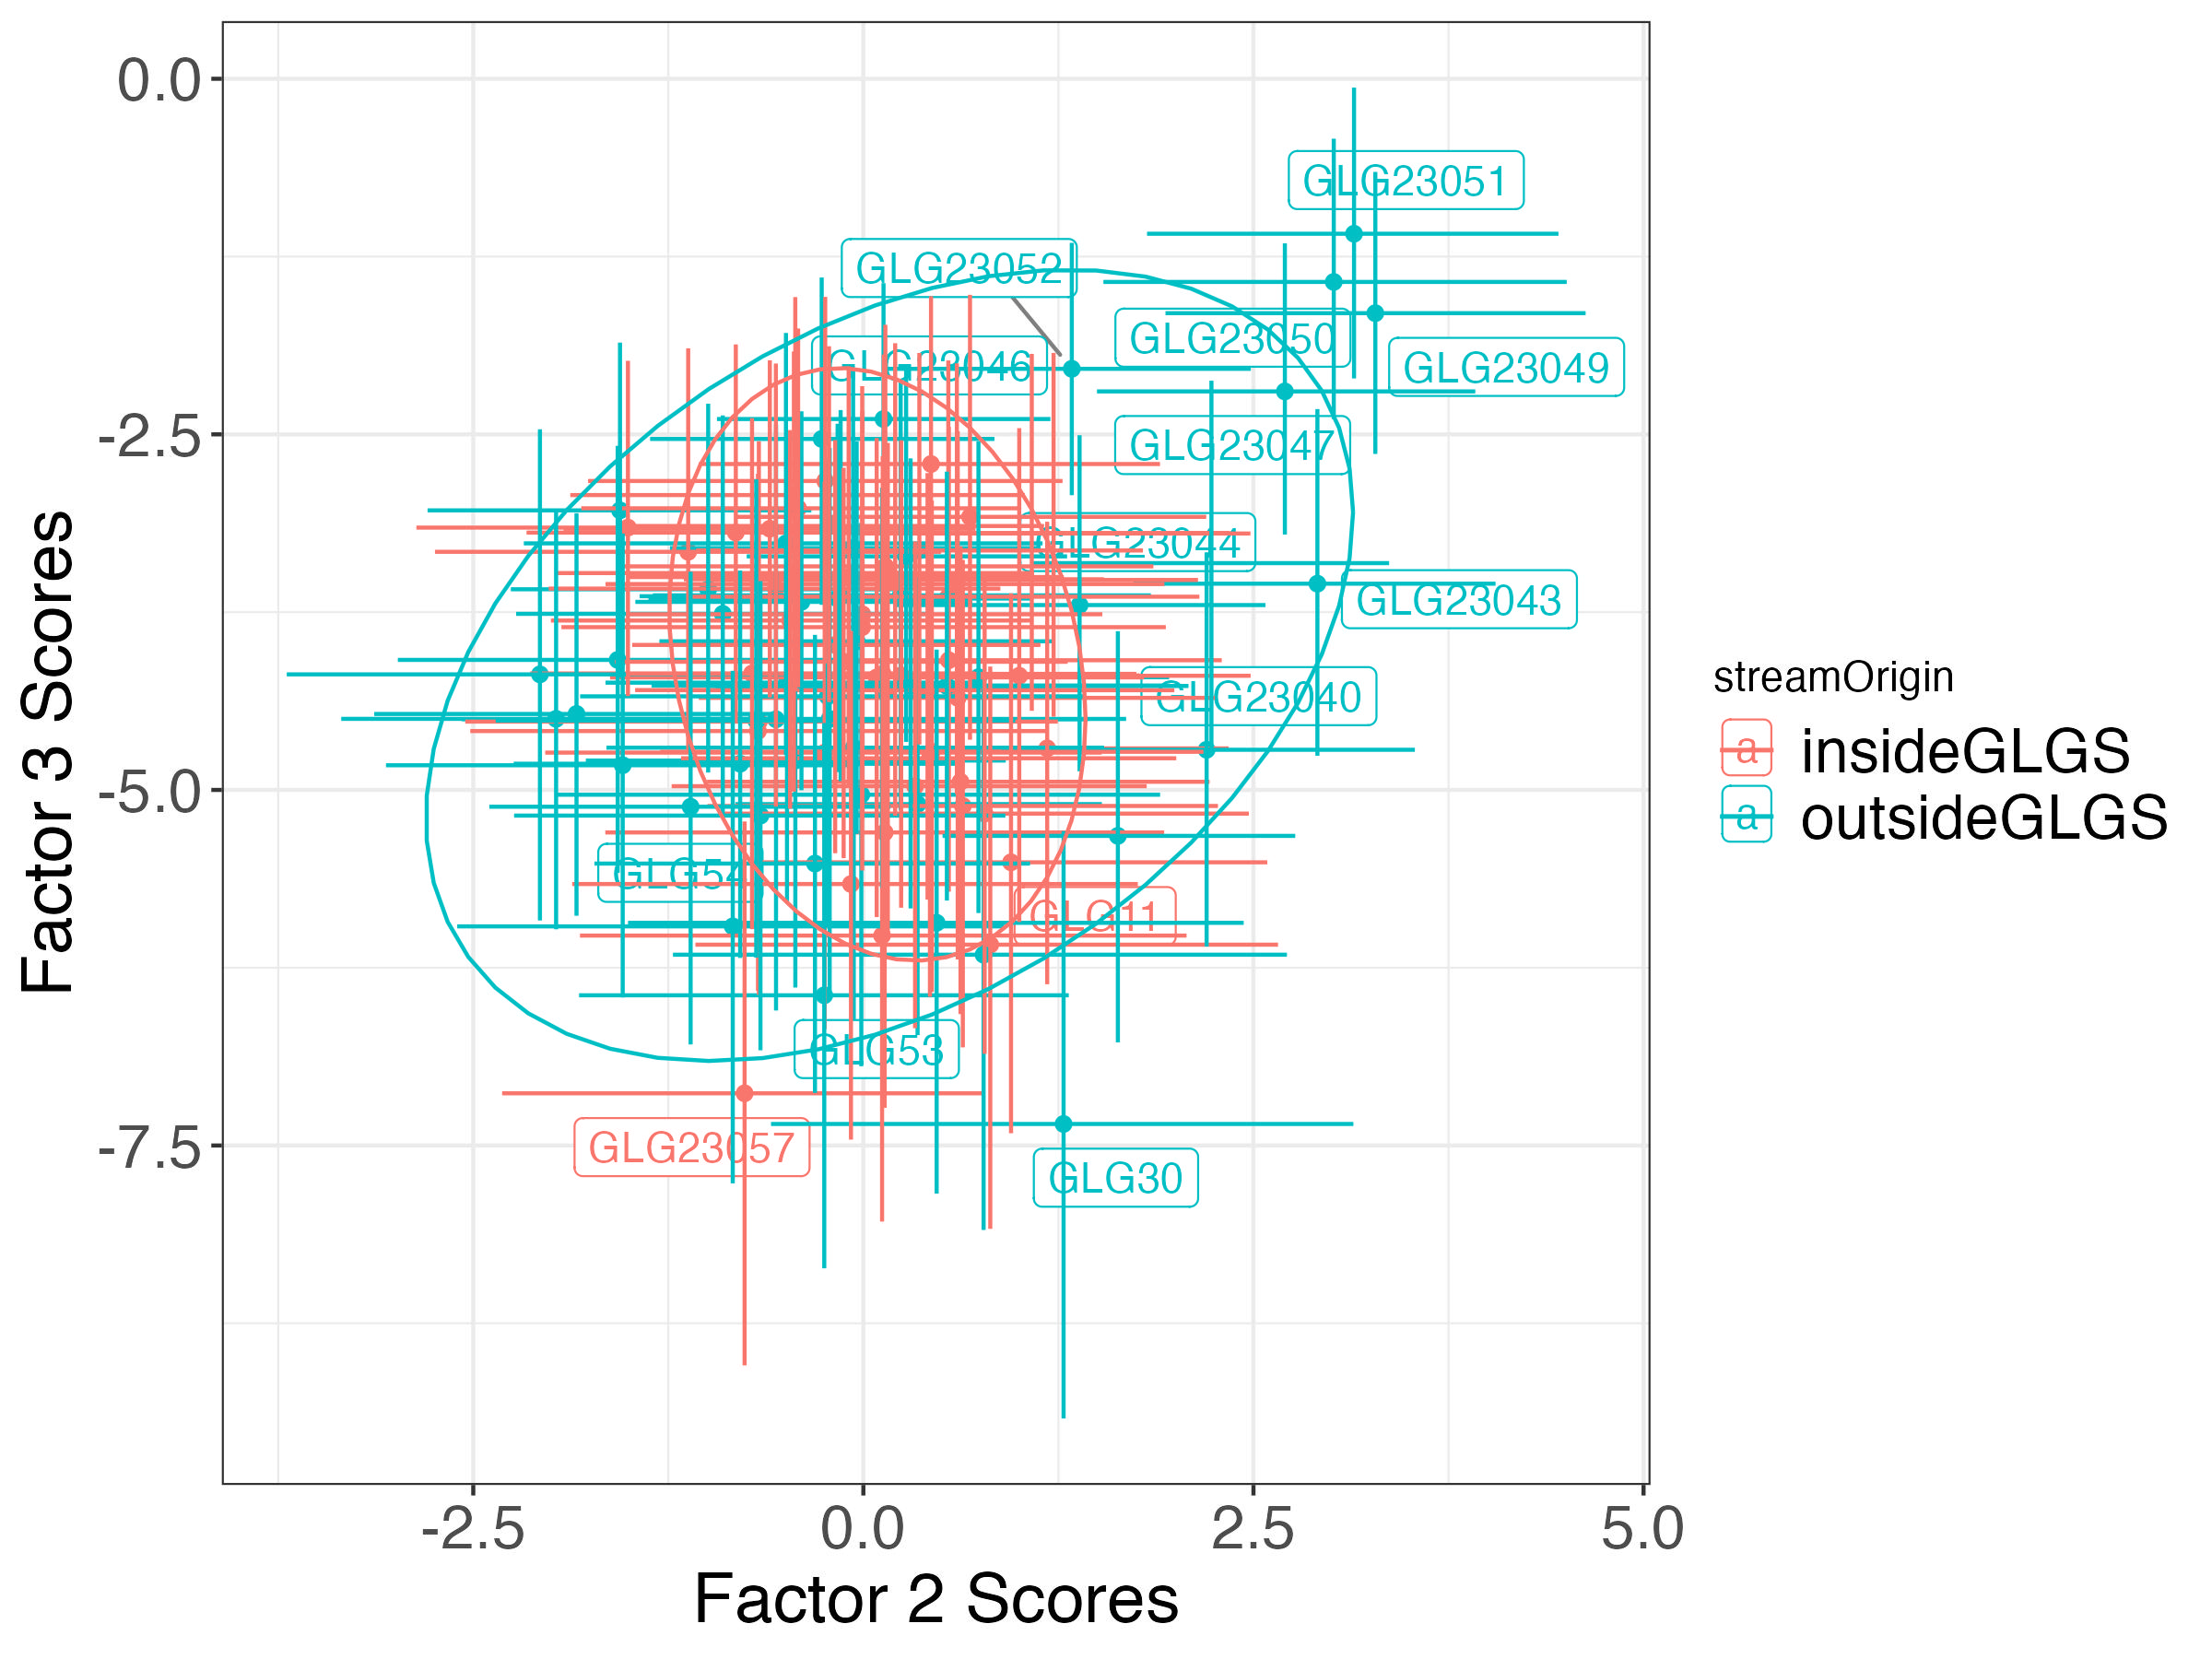 0.0
-2.5
-5.0
-7.5
Factor 3 Scores
GLG23051
GLG23052
GLG23050
GLG23046
GLG23049
GLG23047
GLG23044
GLG23043
GLG23040
GLG54
GLG11
GLG53
GLG23057
GLG30
-2.5
0.0
2.5
5.0
Factor 2 Scores
streamOrigin
a insideGLGS
a outsideGLGS